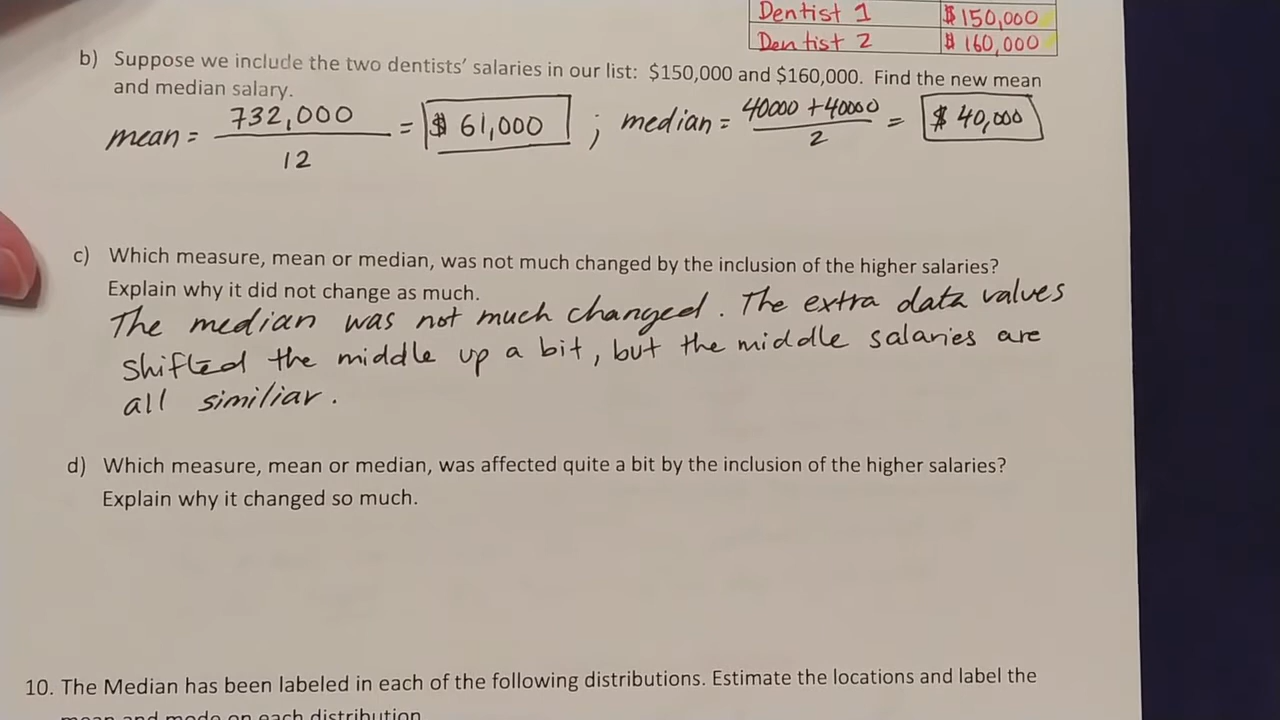 Dentist 1 $150,000
Dentist 2 $160,000
b) Suppose we include the two dentists' salaries in our list: $150,000 and $160,000. Find the new mean
and median salary.
mean = 732,000 / 12 = $ 61,000 ; median = 40000 + 40000 / 2 = $ 40,000
c) Which measure, mean or median, was not much changed by the inclusion of the higher salaries?
Explain why it did not change as much.
The median was not much changed. The extra data values
shifted the middle up a bit, but the middle salaries are
all similiar.
d) Which measure, mean or median, was affected quite a bit by the inclusion of the higher salaries?
Explain why it changed so much.
10. The Median has been labeled in each of the following distributions. Estimate the locations and label the
mean and mode on each distribution